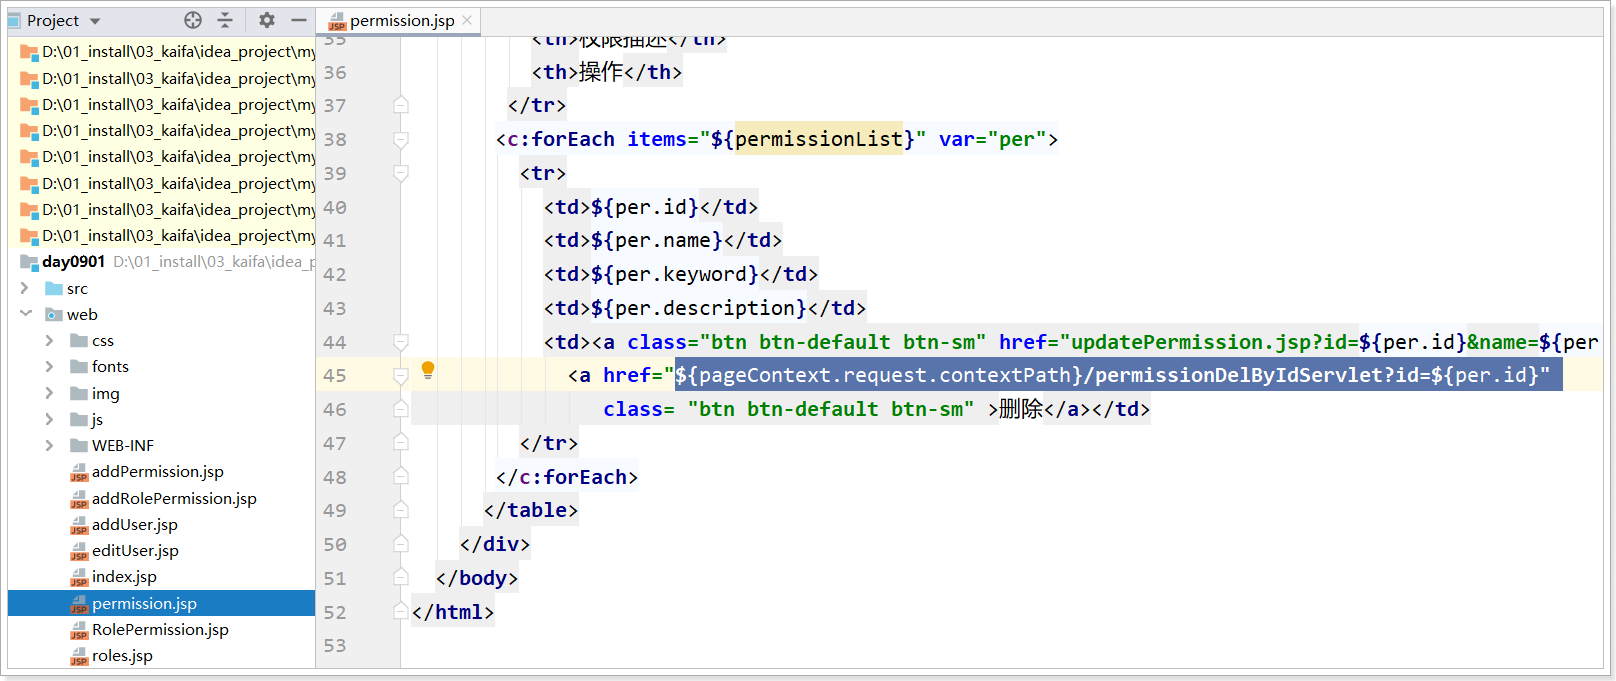 Project
permission.jsp
D:\01_install\03_kaifa\idea_project\my
D:\01_install\03_kaifa\idea_project\my
D:\01_install\03_kaifa\idea_project\my
D:\01_install\03_kaifa\idea_project\my
D:\01_install\03_kaifa\idea_project\my
D:\01_install\03_kaifa\idea_project\my
D:\01_install\03_kaifa\idea_project\my
D:\01_install\03_kaifa\idea_project\my
day0901 D:\01_install\03_kaifa\idea_p
src
web
css
fonts
img
js
WEB-INF
addPermission.jsp
addRolePermission.jsp
addUser.jsp
editUser.jsp
index.jsp
permission.jsp
RolePermission.jsp
roles.jsp
35 <th>权限描述</th>
36 <th>操作</th>
37 </tr>
38 <c:forEach items="${permissionList}" var="per">
39 <tr>
40 <td>${per.id}</td>
41 <td>${per.name}</td>
42 <td>${per.keyword}</td>
43 <td>${per.description}</td>
44 <td><a class="btn btn-default btn-sm" href="updatePermission.jsp?id=${per.id}&name=${per
45 <a href="${pageContext.request.contextPath}/permissionDelByIdServlet?id=${per.id}"
46 class= "btn btn-default btn-sm" >删除</a></td>
47 </tr>
48 </c:forEach>
49 </table>
50 </div>
51 </body>
52 </html>
53